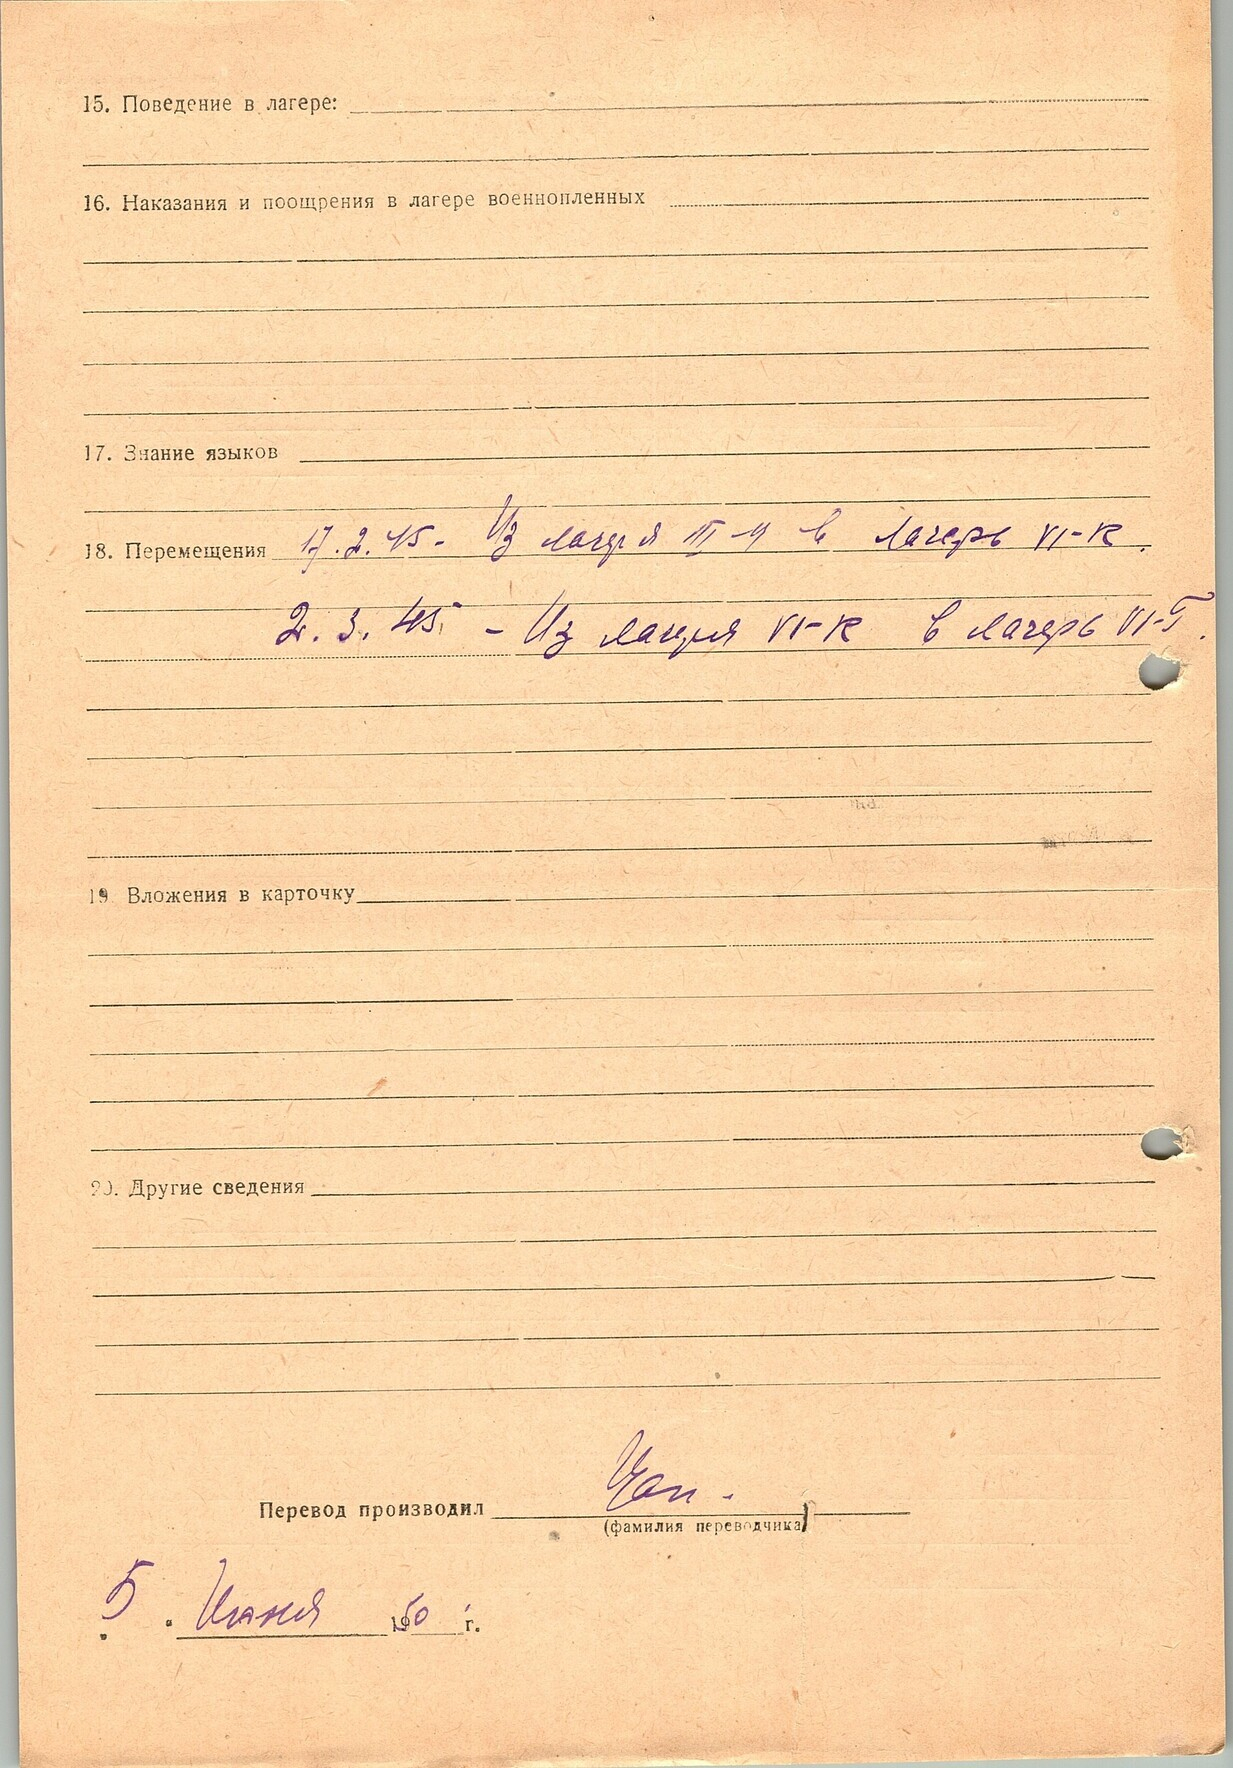 15. Поведение в лагере:
16. Наказания и поощрения в лагере военнопленных
17. Знание языков
18. Перемещения 17.2.45- Из лагеря в лагерь VI-К.
2.3.45 - Из лагеря VI-К в лагерь VI-Г.
19. Вложения в карточку
20. Другие сведения
Перевод производил
(фамилия переводчика)
"5" Июня 1950 г.